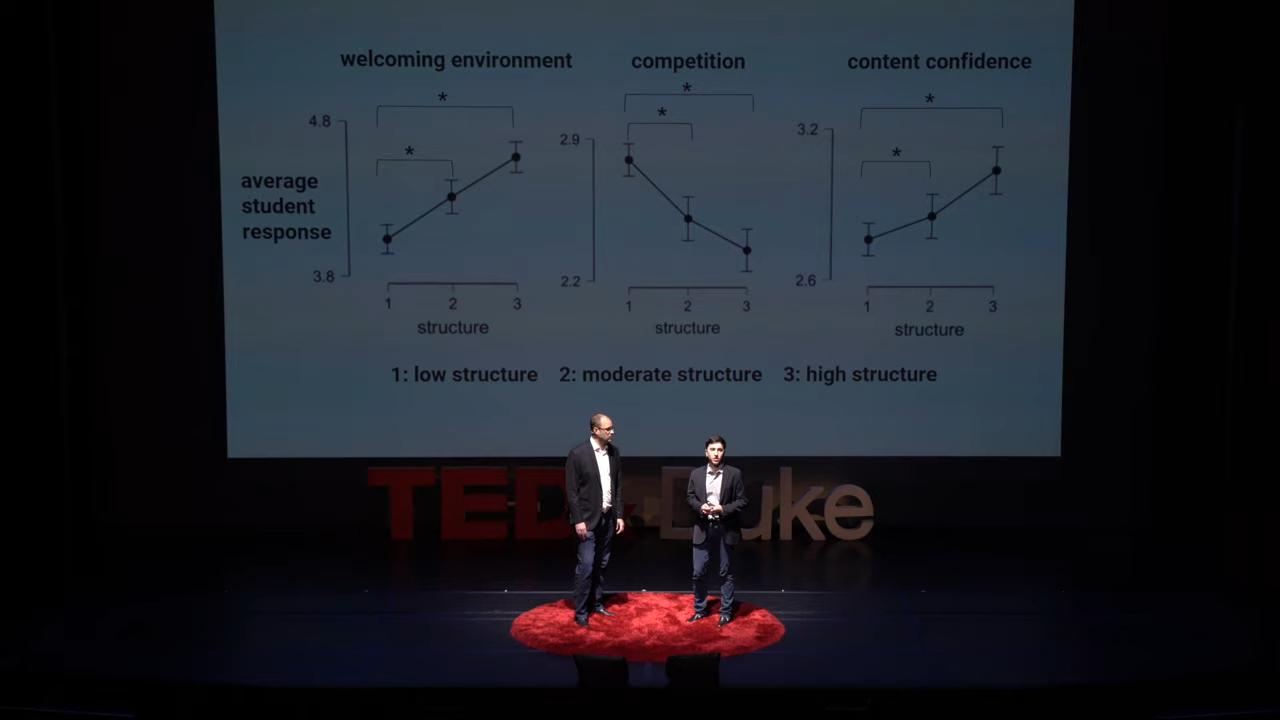 welcoming environment
competition
content confidence
*
*
*
*
*
*
4.8
3.8
2.9
2.2
3.2
2.6
average
student
response
1 2 3
1 2 3
1 2 3
structure
structure
structure
1: low structure 2: moderate structure 3: high structure
TEDxDuke